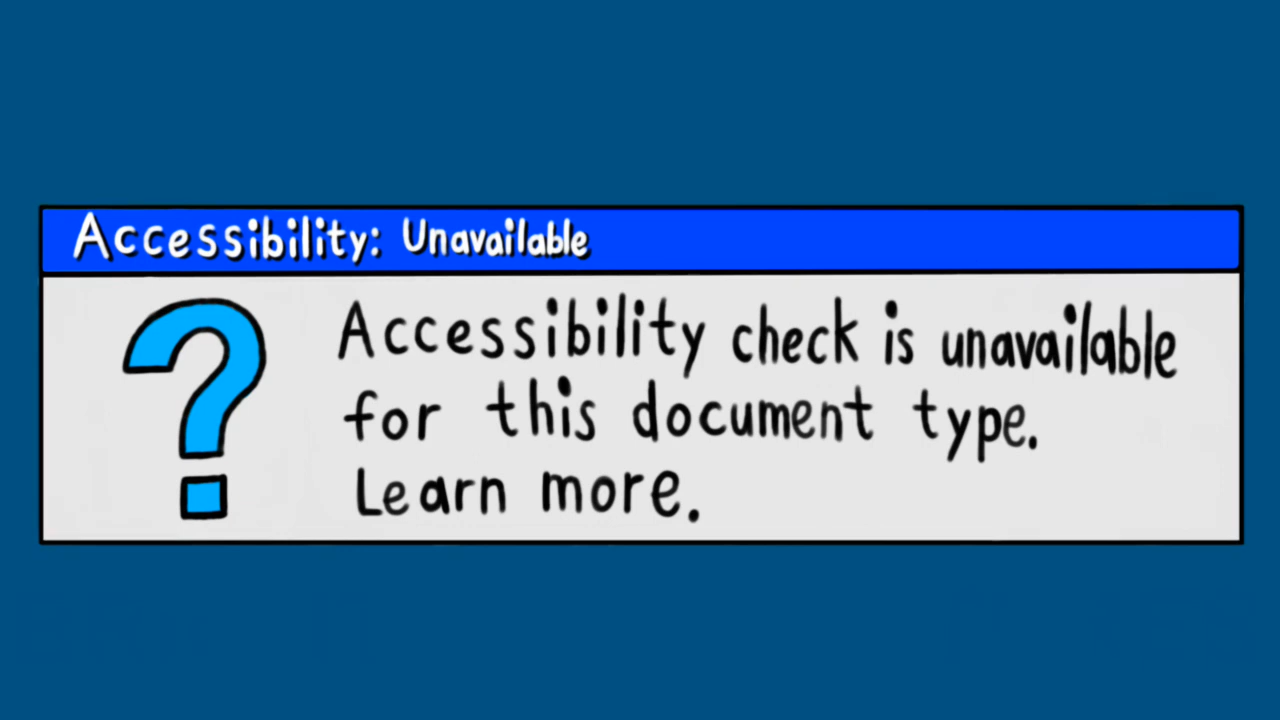 Accessibility: Unavailable
Accessibility check is unavailable
for this document type.
Learn more.